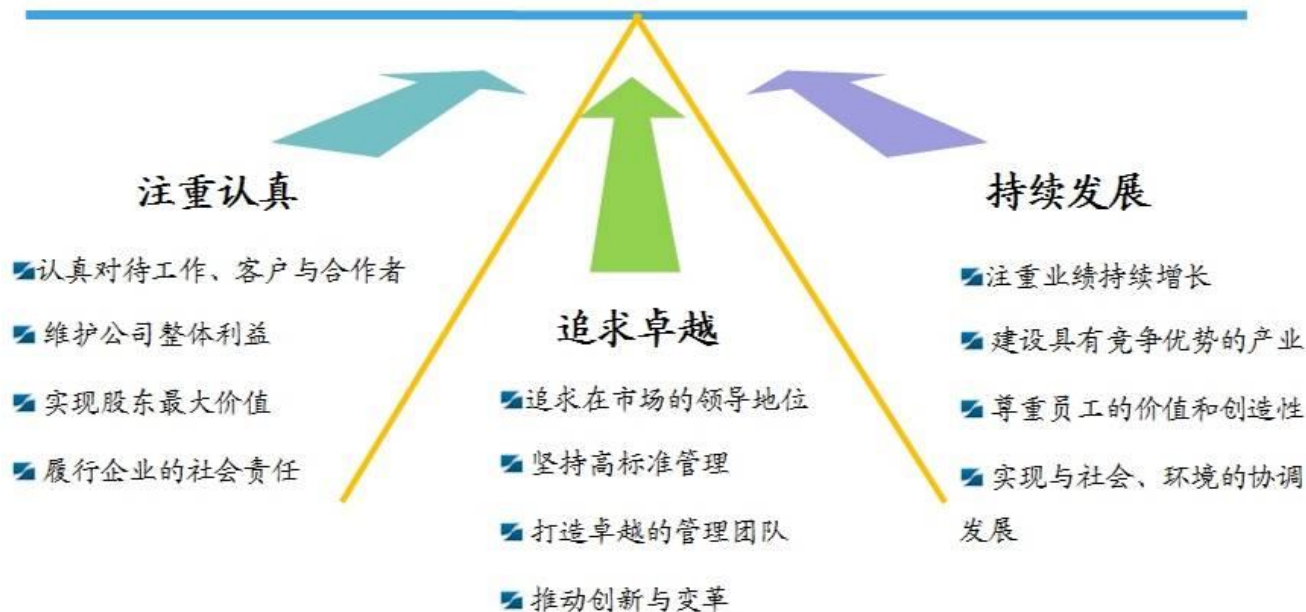 注重认真
认真对待工作、客户与合作者
维护公司整体利益
实现股东最大价值
履行企业的社会责任
追求卓越
追求在市场的领导地位
坚持高标准管理
打造卓越的管理团队
推动创新与变革
持续发展
注重业绩持续增长
建设具有竞争优势的产业
尊重员工的价值和创造性
实现与社会、环境的协调
发展